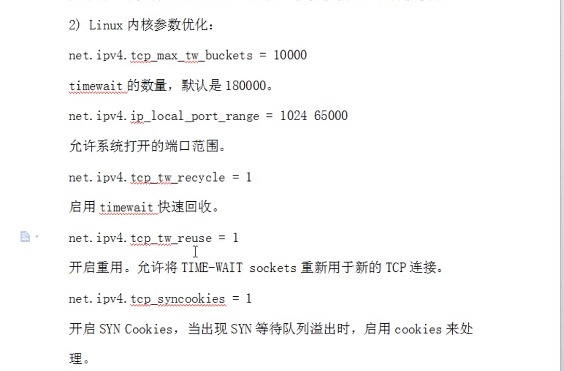 2) Linux 内核参数优化:
net.ipv4.tcp_max_tw_buckets = 10000
timewait 的数量，默认是 180000。
net.ipv4.ip_local_port_range = 1024 65000
允许系统打开的端口范围。
net.ipv4.tcp_tw_recycle = 1
启用 timewait 快速回收。
net.ipv4.tcp_tw_reuse = 1
开启重用。允许将 TIME-WAIT sockets 重新用于新的 TCP 连接。
net.ipv4.tcp_syncookies = 1
开启 SYN Cookies，当出现 SYN 等待队列溢出时，启用 cookies 来处
理。